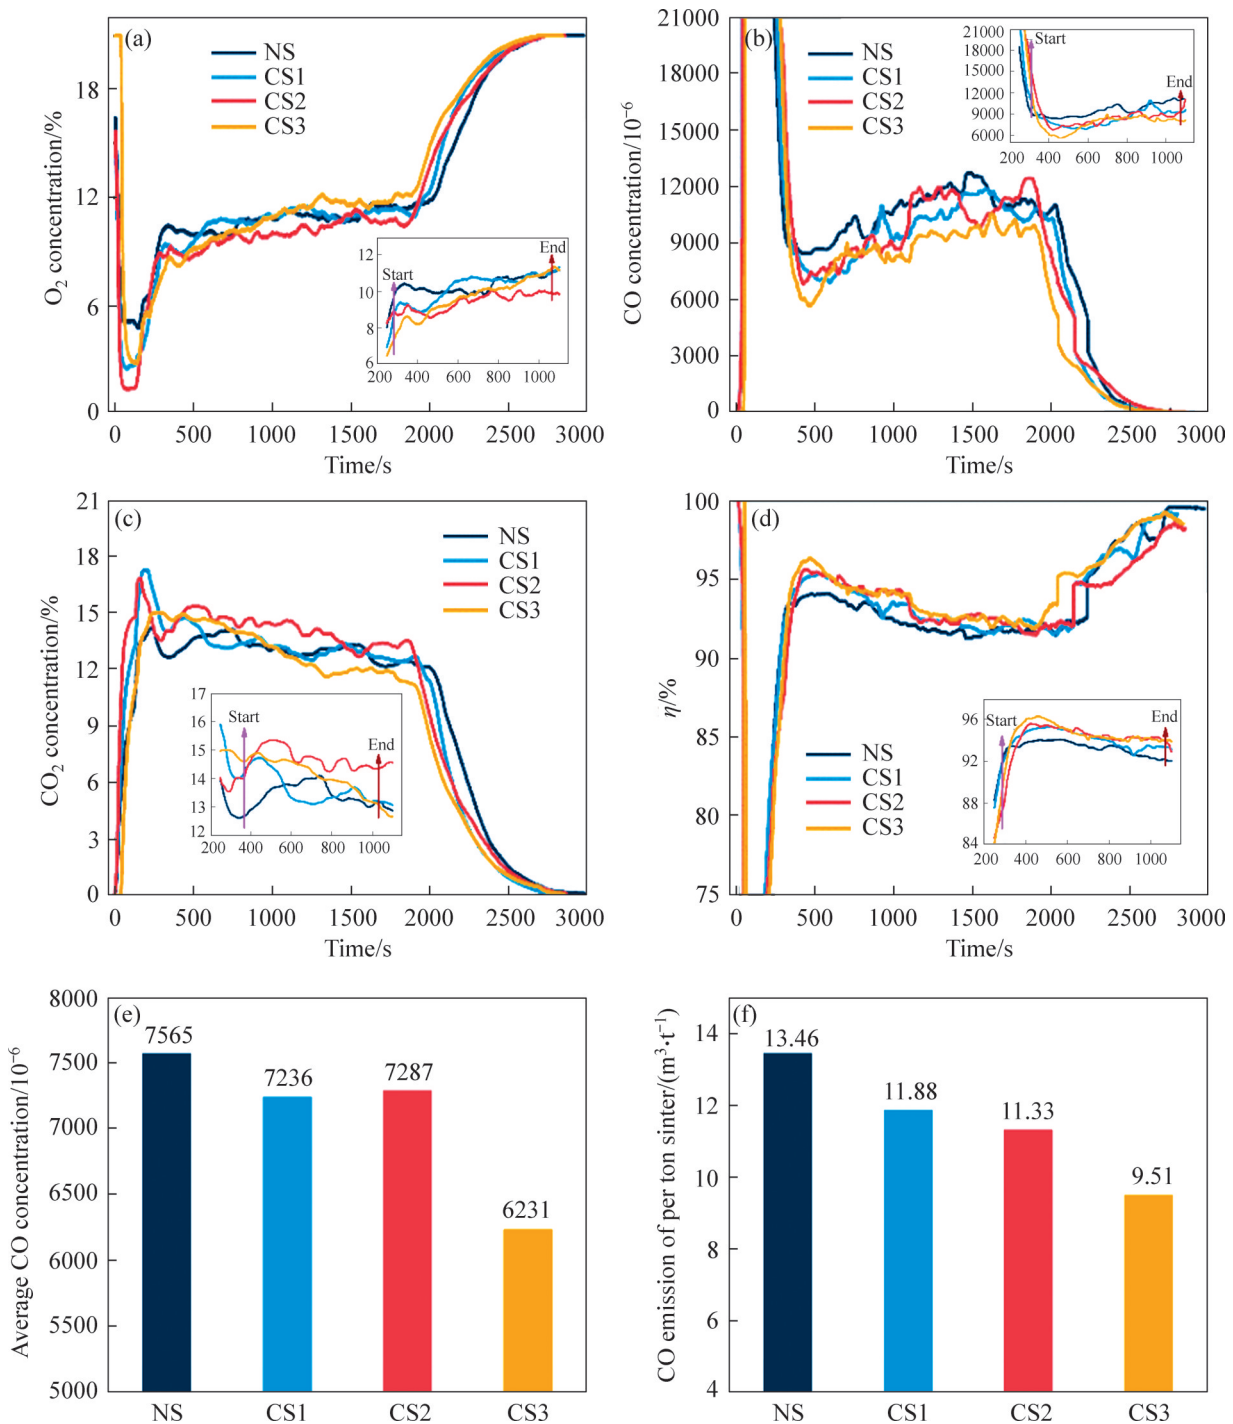 (a)
NS
CS1
CS2
CS3
O2 concentration/%
18
12
6
0
12
10
8
6
Start
End
200 400 600 800 1000
0 500 1000 1500 2000 2500 3000
Time/s
(b)
NS
CS1
CS2
CS3
CO concentration/10⁻⁶
21000
18000
15000
12000
9000
6000
3000
0
21000
18000
15000
12000
9000
6000
Start
End
200 400 600 800 1000
0 500 1000 1500 2000 2500 3000
Time/s
(c)
NS
CS1
CS2
CS3
CO2 concentration/%
21
18
15
12
9
6
3
0
17
16
15
14
13
12
Start
End
200 400 600 800 1000
0 500 1000 1500 2000 2500 3000
Time/s
(d)
η/%
100
95
90
85
80
75
NS
CS1
CS2
CS3
96
92
88
84
Start
End
200 400 600 800 1000
0 500 1000 1500 2000 2500 3000
Time/s
(e)
Average CO concentration/10⁻⁶
8000
7500
7000
6500
6000
5500
5000
7565
7236
7287
6231
NS CS1 CS2 CS3
(f)
CO emission of per ton sinter/(m³·t⁻¹)
14
12
10
8
6
4
13.46
11.88
11.33
9.51
NS CS1 CS2 CS3